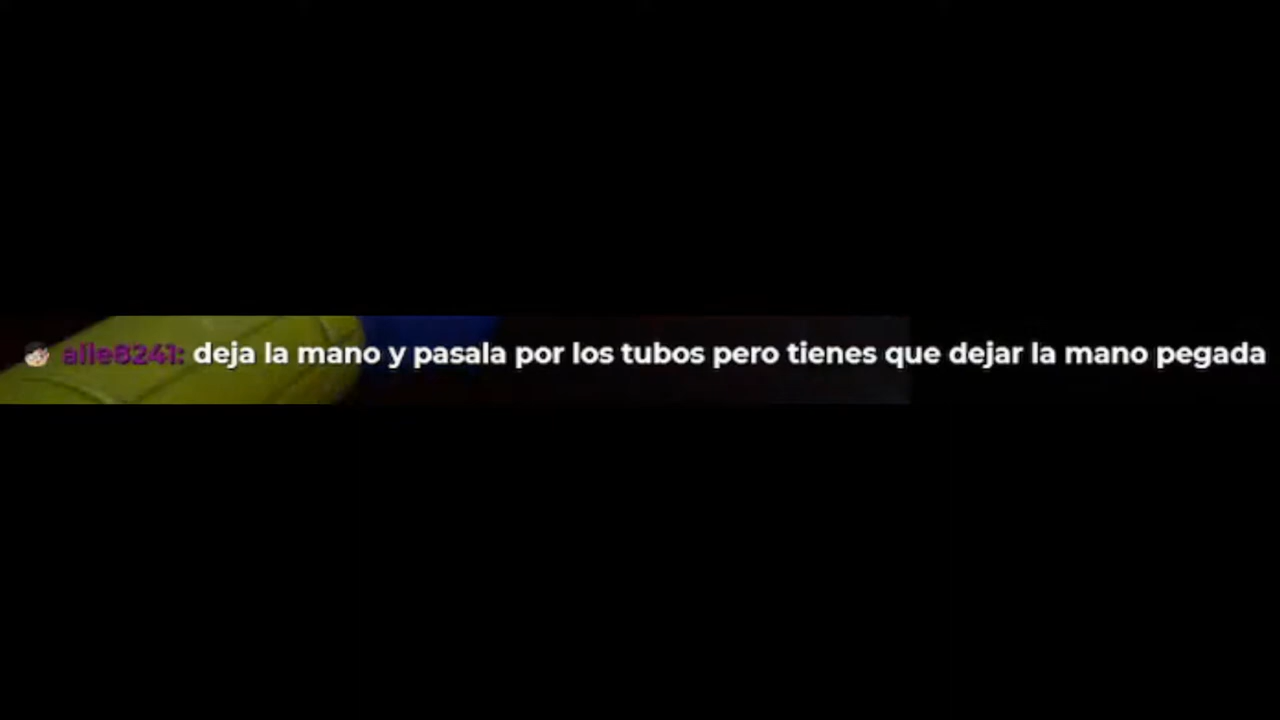 alle8241: deja la mano y pasala por los tubos pero tienes que dejar la mano pegada